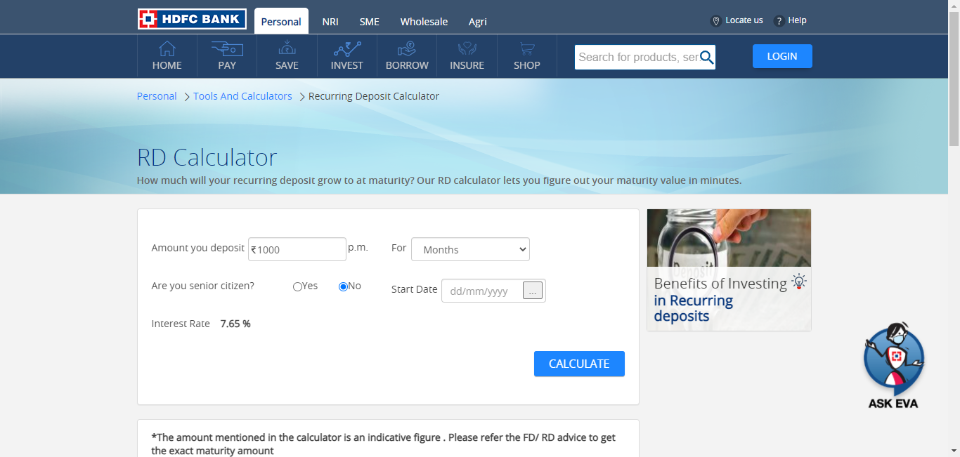 HDFC BANK
Personal NRI SME Wholesale Agri
Locate us ? Help
HOME PAY SAVE INVEST BORROW INSURE SHOP
Search for products, ser
LOGIN
Personal > Tools And Calculators > Recurring Deposit Calculator
RD Calculator
How much will your recurring deposit grow to at maturity? Our RD calculator lets you figure out your maturity value in minutes.
Amount you deposit ₹1000 p.m. For Months
Are you senior citizen? Yes No Start Date dd/mm/yyyy ...
Interest Rate 7.65 %
CALCULATE
Benefits of Investing
in Recurring
deposits
ASK EVA
*The amount mentioned in the calculator is an indicative figure . Please refer the FD/ RD advice to get
the exact maturity amount